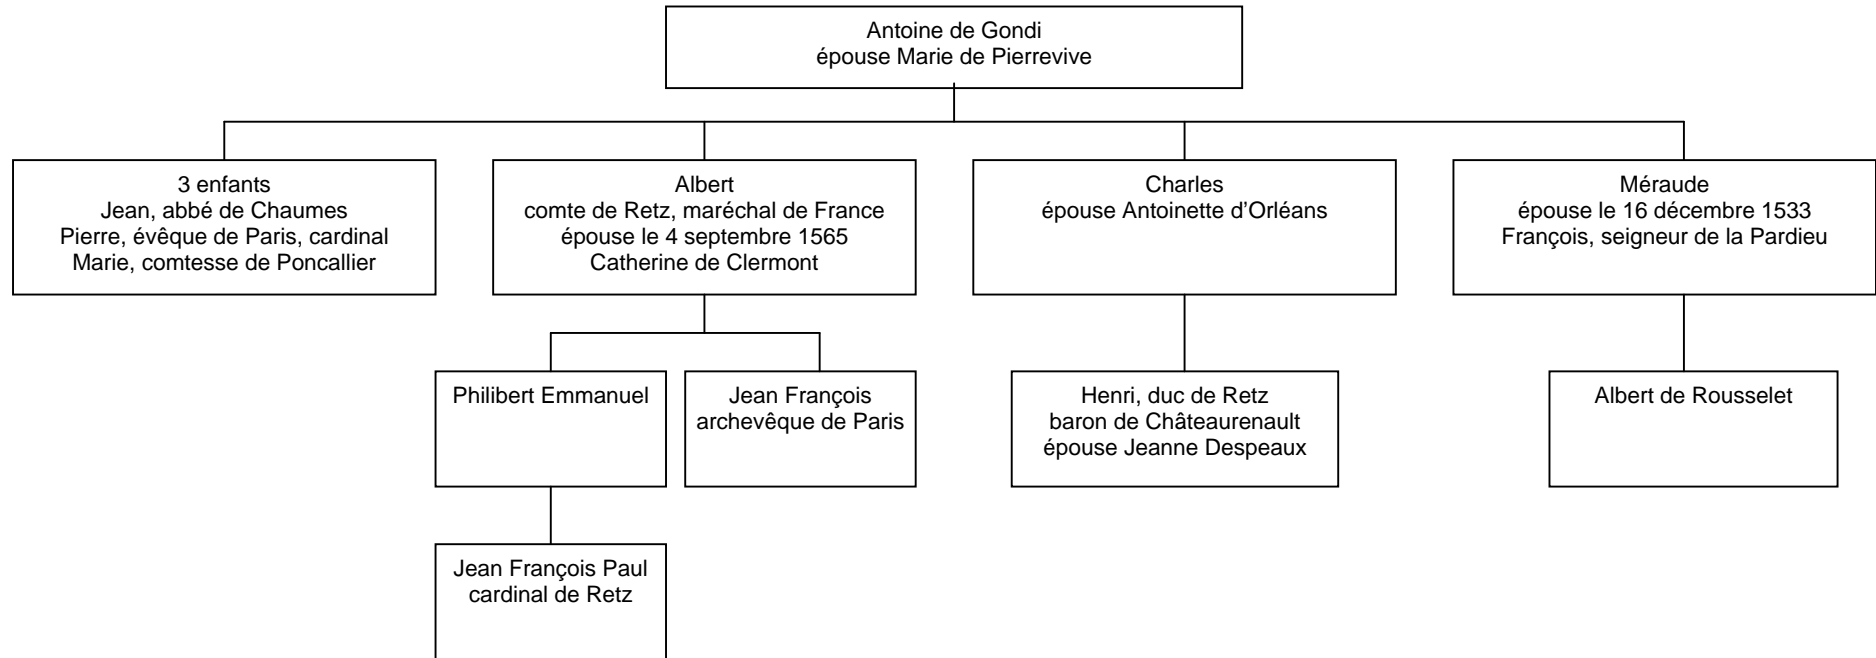 Antoine de Gondi
épouse Marie de Pierrevive
3 enfants
Jean, abbé de Chaumes
Pierre, évêque de Paris, cardinal
Marie, comtesse de Poncallier
Albert
comte de Retz, maréchal de France
épouse le 4 septembre 1565
Catherine de Clermont
Charles
épouse Antoinette d'Orléans
Méraude
épouse le 16 décembre 1533
François, seigneur de la Pardieu
Philibert Emmanuel
Jean François
archevêque de Paris
Henri, duc de Retz
baron de Châteaurenault
épouse Jeanne Despeaux
Albert de Rousselet
Jean François Paul
cardinal de Retz